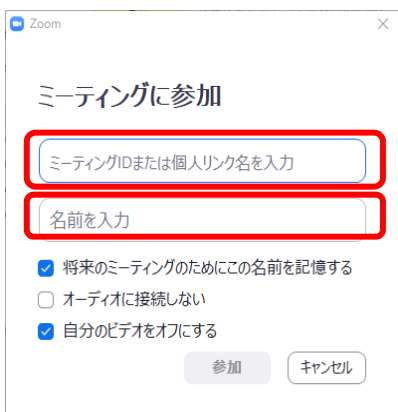 Zoom
ミーティングに参加
ミーティングIDまたは個人リンク名を入力
名前を入力
将来のミーティングのためにこの名前を記憶する
オーディオに接続しない
自分のビデオをオフにする
参加 キャンセル